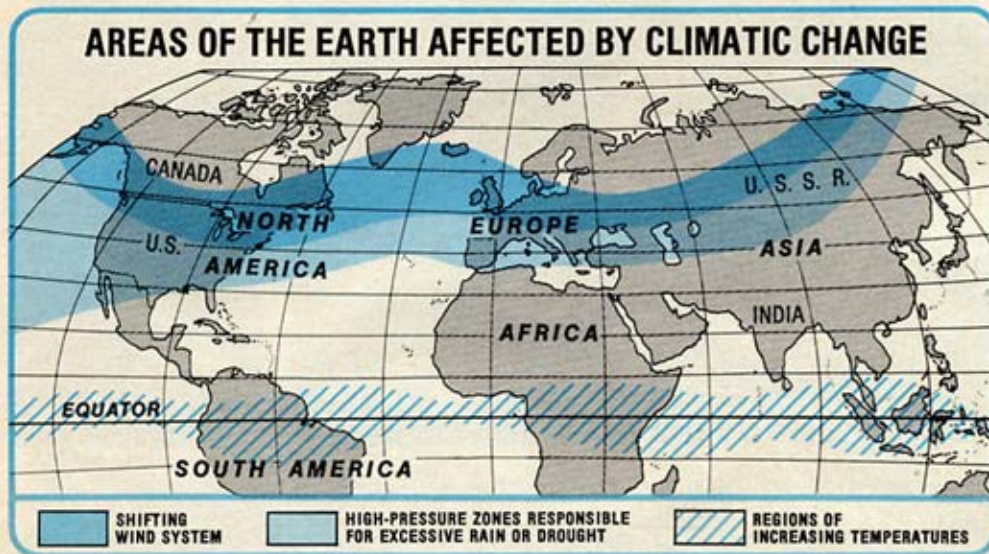 AREAS OF THE EARTH AFFECTED BY CLIMATIC CHANGE
CANADA
U. S. S. R.
NORTH
EUROPE
U.S.
ASIA
AMERICA
INDIA
AFRICA
EQUATOR
SOUTH AMERICA
SHIFTING
WIND SYSTEM
HIGH-PRESSURE ZONES RESPONSIBLE
FOR EXCESSIVE RAIN OR DROUGHT
REGIONS OF
INCREASING TEMPERATURES